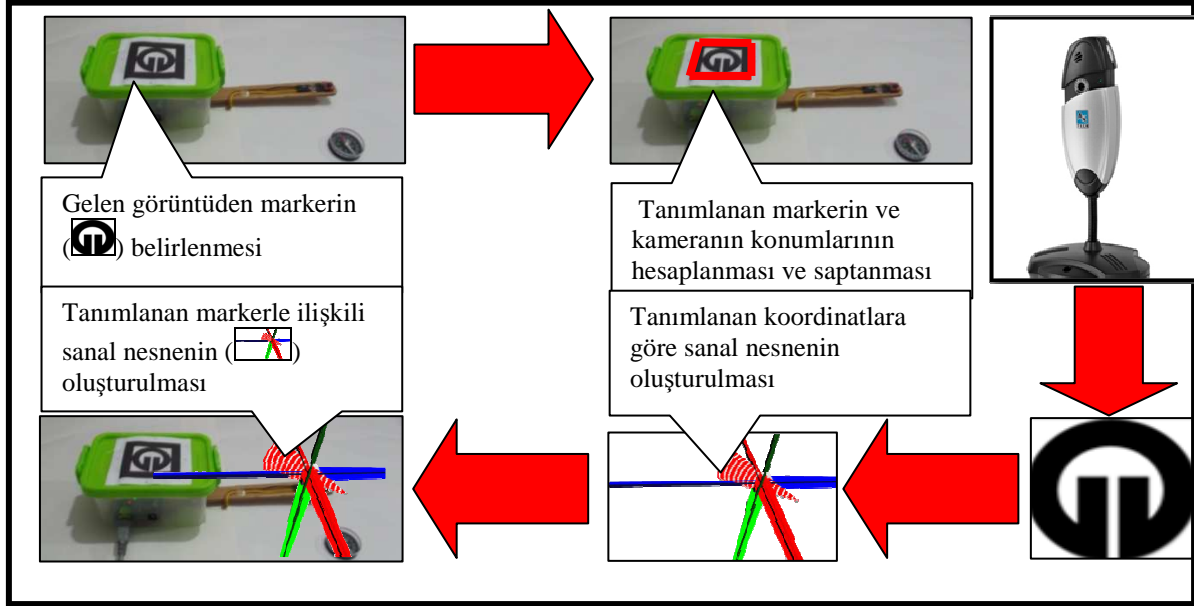 Gelen görüntüden markerin
() belirlenmesi
Tanımlanan markerin ve
kameranın konumlarının
hesaplanması ve saptanması
Tanımlanan markerle ilişkili
sanal nesnenin ()
oluşturulması
Tanımlanan koordinatlara
göre sanal nesnenin
oluşturulması